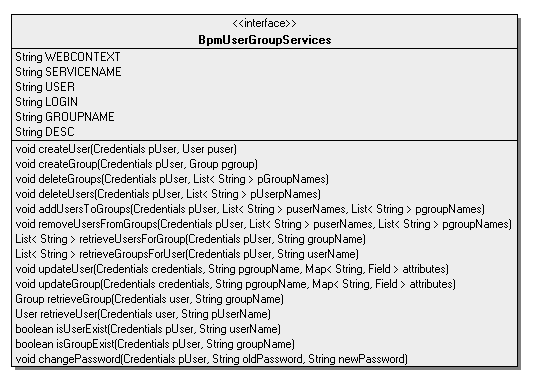 <<interface>>
BpmUserGroupServices
String WEBCONTEXT
String SERVICENAME
String USER
String LOGIN
String GROUPNAME
String DESC
void createUser(Credentials pUser, User puser)
void createGroup(Credentials pUser, Group pgroup)
void deleteGroups(Credentials pUser, List< String > pGroupNames)
void deleteUsers(Credentials pUser, List< String > pUserpNames)
void addUsersToGroups(Credentials pUser, List< String > puserNames, List< String > pgroupNames)
void removeUsersFromGroups(Credentials pUser, List< String > puserNames, List< String > pgroupNames)
List< String > retrieveUsersForGroup(Credentials pUser, String groupName)
List< String > retrieveGroupsForUser(Credentials pUser, String userName)
void updateUser(Credentials credentials, String pgroupName, Map< String, Field > attributes)
void updateGroup(Credentials credentials, String pgroupName, Map< String, Field > attributes)
Group retrieveGroup(Credentials user, String groupName)
User retrieveUser(Credentials user, String pUserName)
boolean isUserExist(Credentials pUser, String userName)
boolean isGroupExist(Credentials pUser, String groupName)
void changePassword(Credentials pUser, String oldPassword, String newPassword)